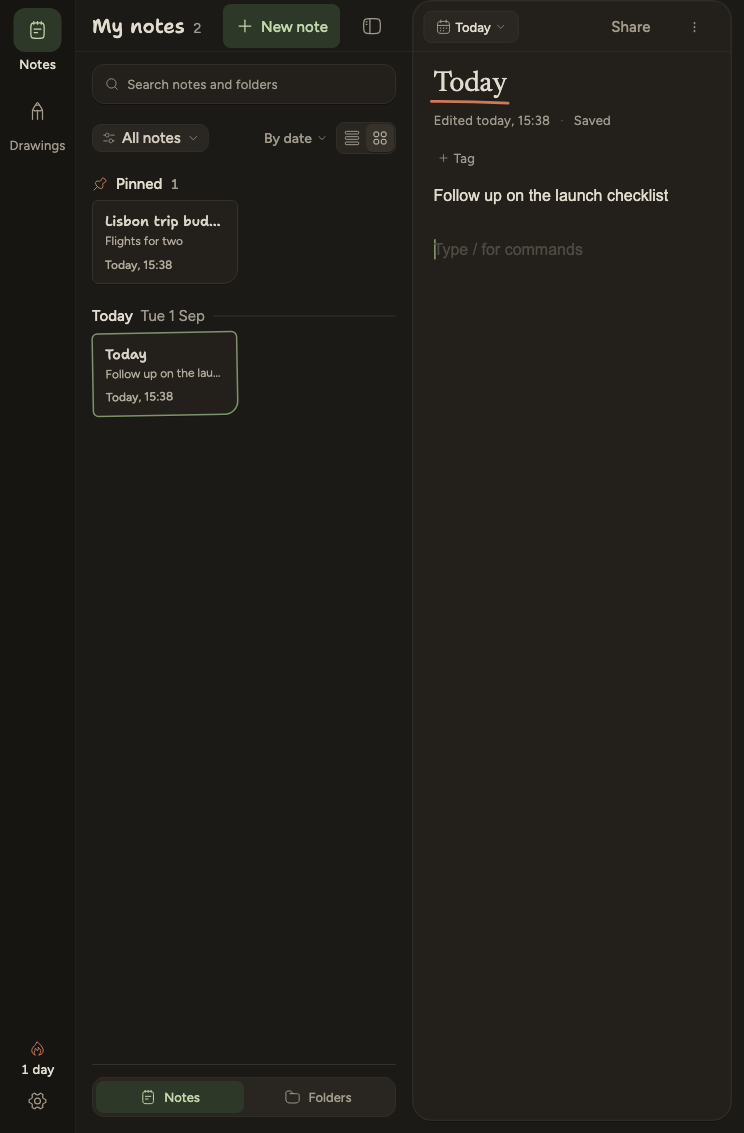 Notes
Drawings
1 day
My notes 2
New note
Search notes and folders
All notes
By date
Pinned 1
Lisbon trip bud...
Flights for two
Today, 15:38
Today Tue 1 Sep
Today
Follow up on the lau...
Today, 15:38
Notes
Folders
Today
Share
Today
Edited today, 15:38 · Saved
+ Tag
Follow up on the launch checklist
Type / for commands